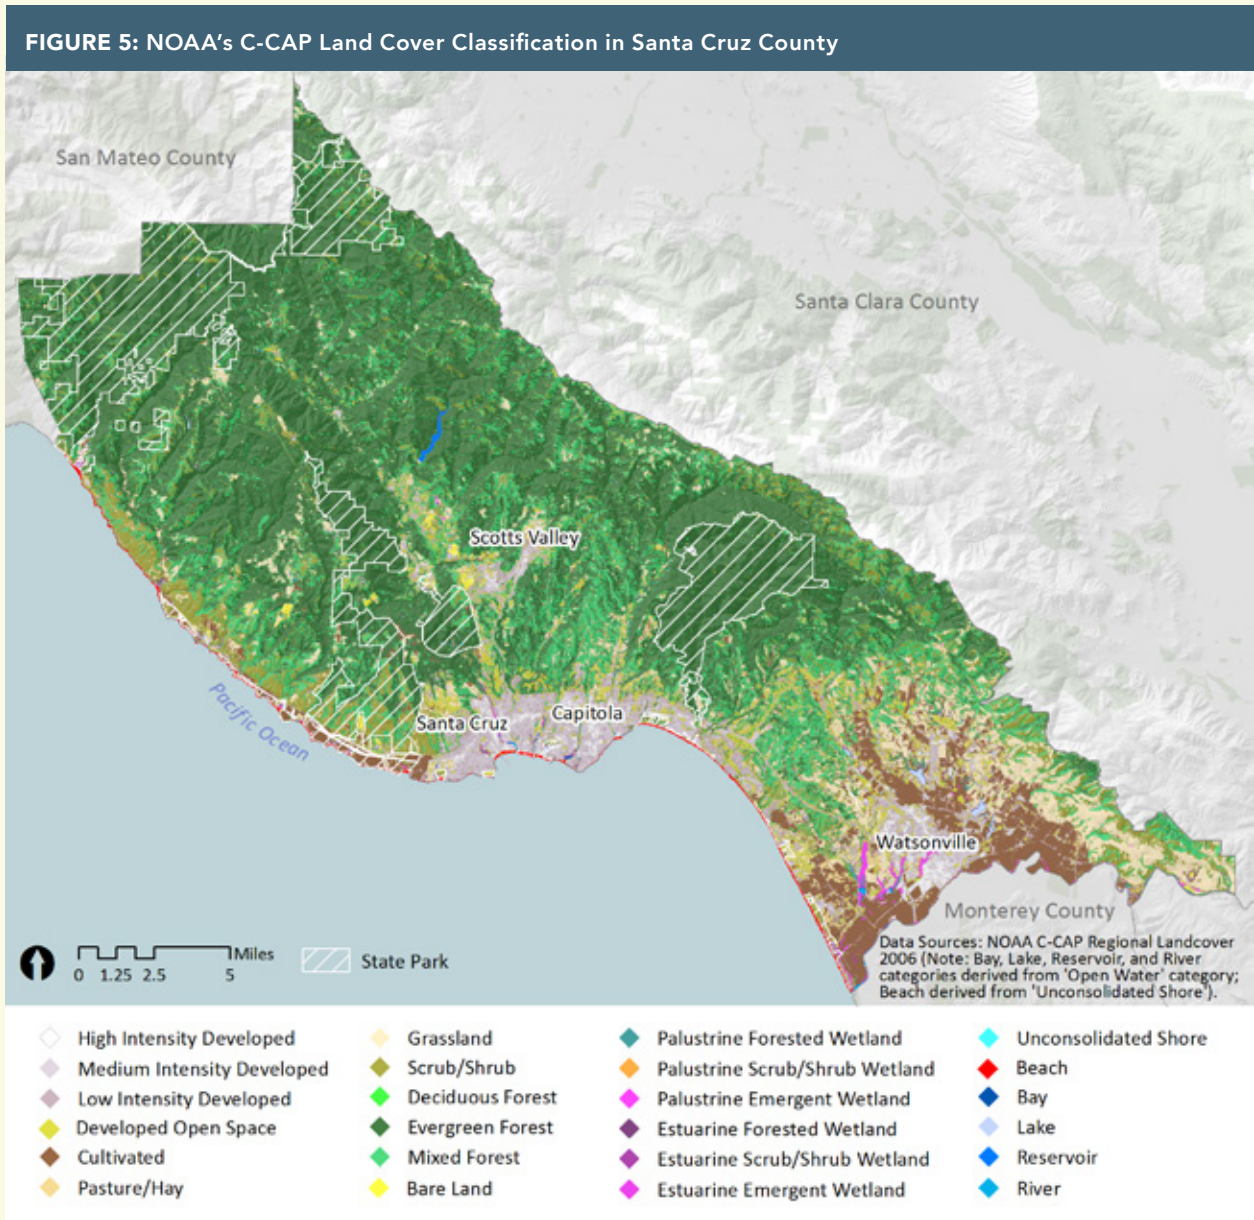 FIGURE 5: NOAA’s C-CAP Land Cover Classification in Santa Cruz County
San Mateo County
Santa Clara County
Scotts Valley
Pacific Ocean
Santa Cruz
Capitola
Watsonville
Monterey County
Miles
0 1.25 2.5 5
State Park
Data Sources: NOAA C-CAP Regional Landcover
2006 (Note: Bay, Lake, Reservoir, and River
categories derived from 'Open Water' category;
Beach derived from 'Unconsolidated Shore').
High Intensity Developed
Medium Intensity Developed
Low Intensity Developed
Developed Open Space
Cultivated
Pasture/Hay
Grassland
Scrub/Shrub
Deciduous Forest
Evergreen Forest
Mixed Forest
Bare Land
Palustrine Forested Wetland
Palustrine Scrub/Shrub Wetland
Palustrine Emergent Wetland
Estuarine Forested Wetland
Estuarine Scrub/Shrub Wetland
Estuarine Emergent Wetland
Unconsolidated Shore
Beach
Bay
Lake
Reservoir
River